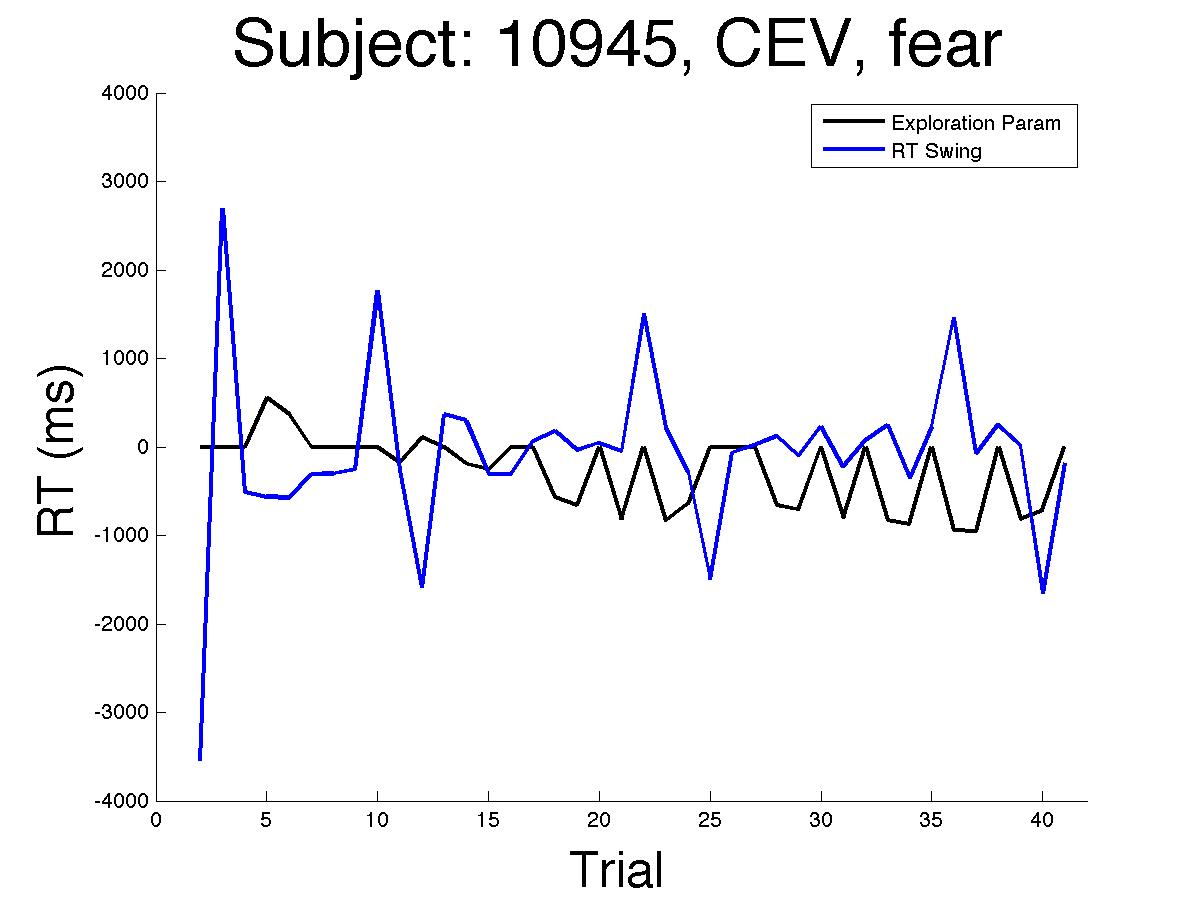 Subject: 10945, CEV, fear
Exploration Param
RT Swing
RT (ms)
4000
3000
2000
1000
0
-1000
-2000
-3000
-4000
0 5 10 15 20 25 30 35 40
Trial